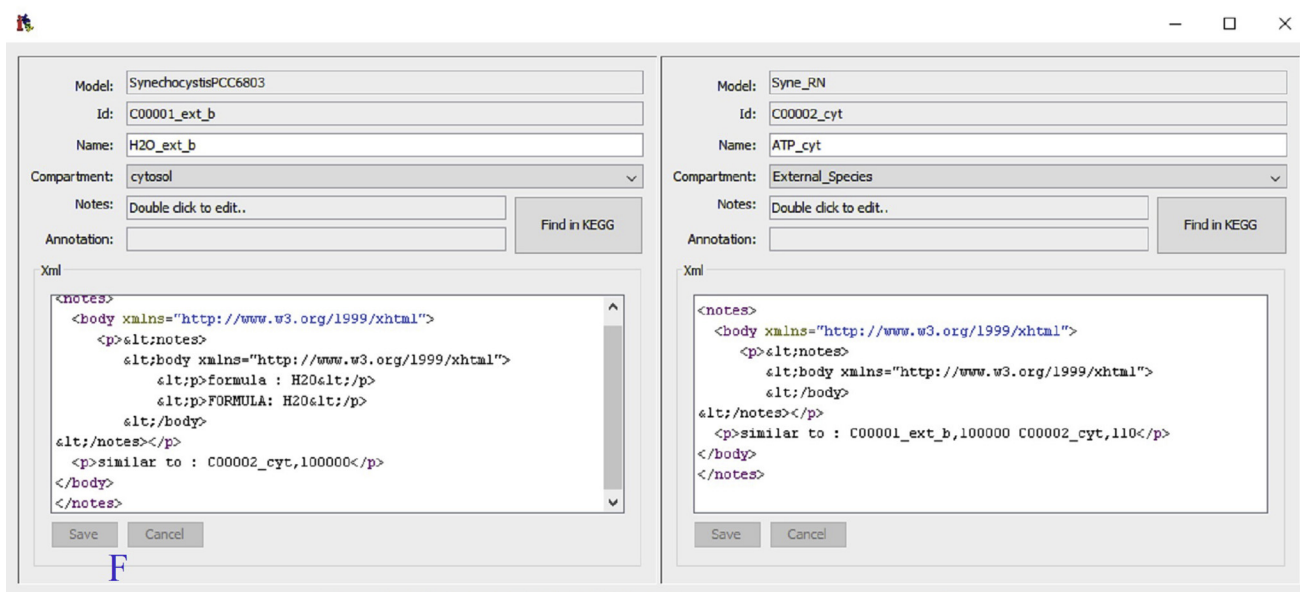 Model: SynechocystisPCC6803
Id: C00001_ext_b
Name: H2O_ext_b
Compartment: cytosol
Notes: Double click to edit..
Find in KEGG
Annotation:
Xml
<notes>
<body xmlns="http://www.w3.org/1999/xhtml">
<p>&lt;notes>
&lt;body xmlns="http://www.w3.org/1999/xhtml">
&lt;p>formula : H2O&lt;/p>
&lt;p>FORMULA: H2O&lt;/p>
&lt;/body>
&lt;/notes></p>
<p>similar to : C00002_cyt,100000</p>
</body>
</notes>
Save Cancel
F
Model: Syne_RN
Id: C00002_cyt
Name: ATP_cyt
Compartment: External_Species
Notes: Double click to edit..
Find in KEGG
Annotation:
Xml
<notes>
<body xmlns="http://www.w3.org/1999/xhtml">
<p>&lt;notes>
&lt;body xmlns="http://www.w3.org/1999/xhtml">
&lt;/body>
&lt;/notes></p>
<p>similar to : C00001_ext_b,100000 C00002_cyt,110</p>
</body>
</notes>
Save Cancel